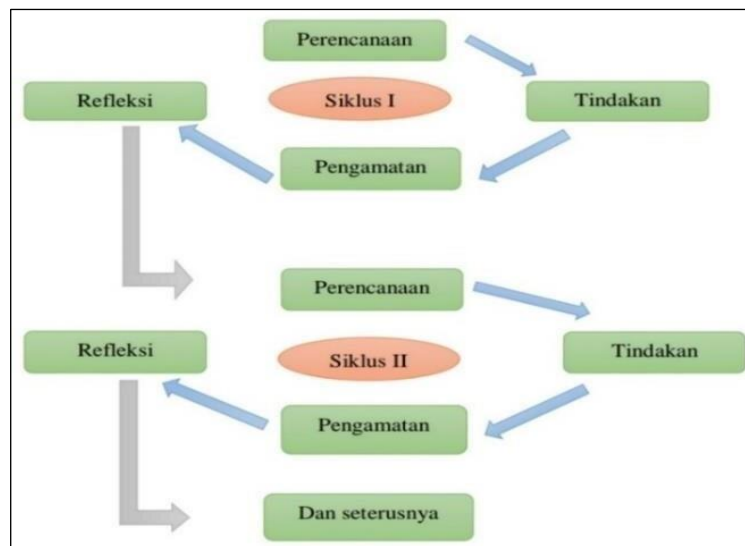 Perencanaan
Refleksi
Siklus I
Tindakan
Pengamatan
Perencanaan
Refleksi
Siklus II
Tindakan
Pengamatan
Dan seterusnya